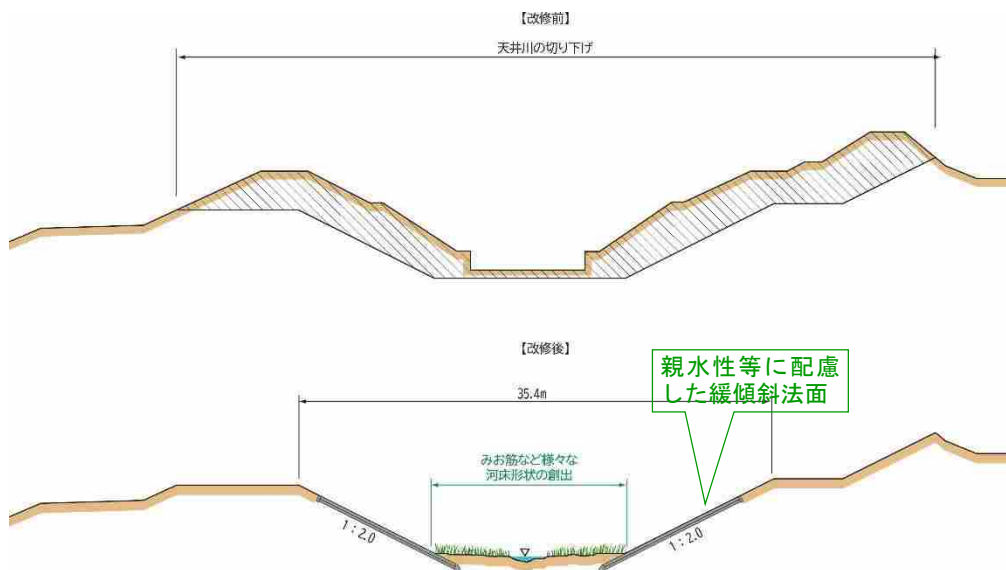 【改修前】
天井川の切り下げ
【改修後】
親水性等に配慮
した緩傾斜法面
35.4m
みお筋など様々な
河床形状の創出
1：2.0
1：2.0